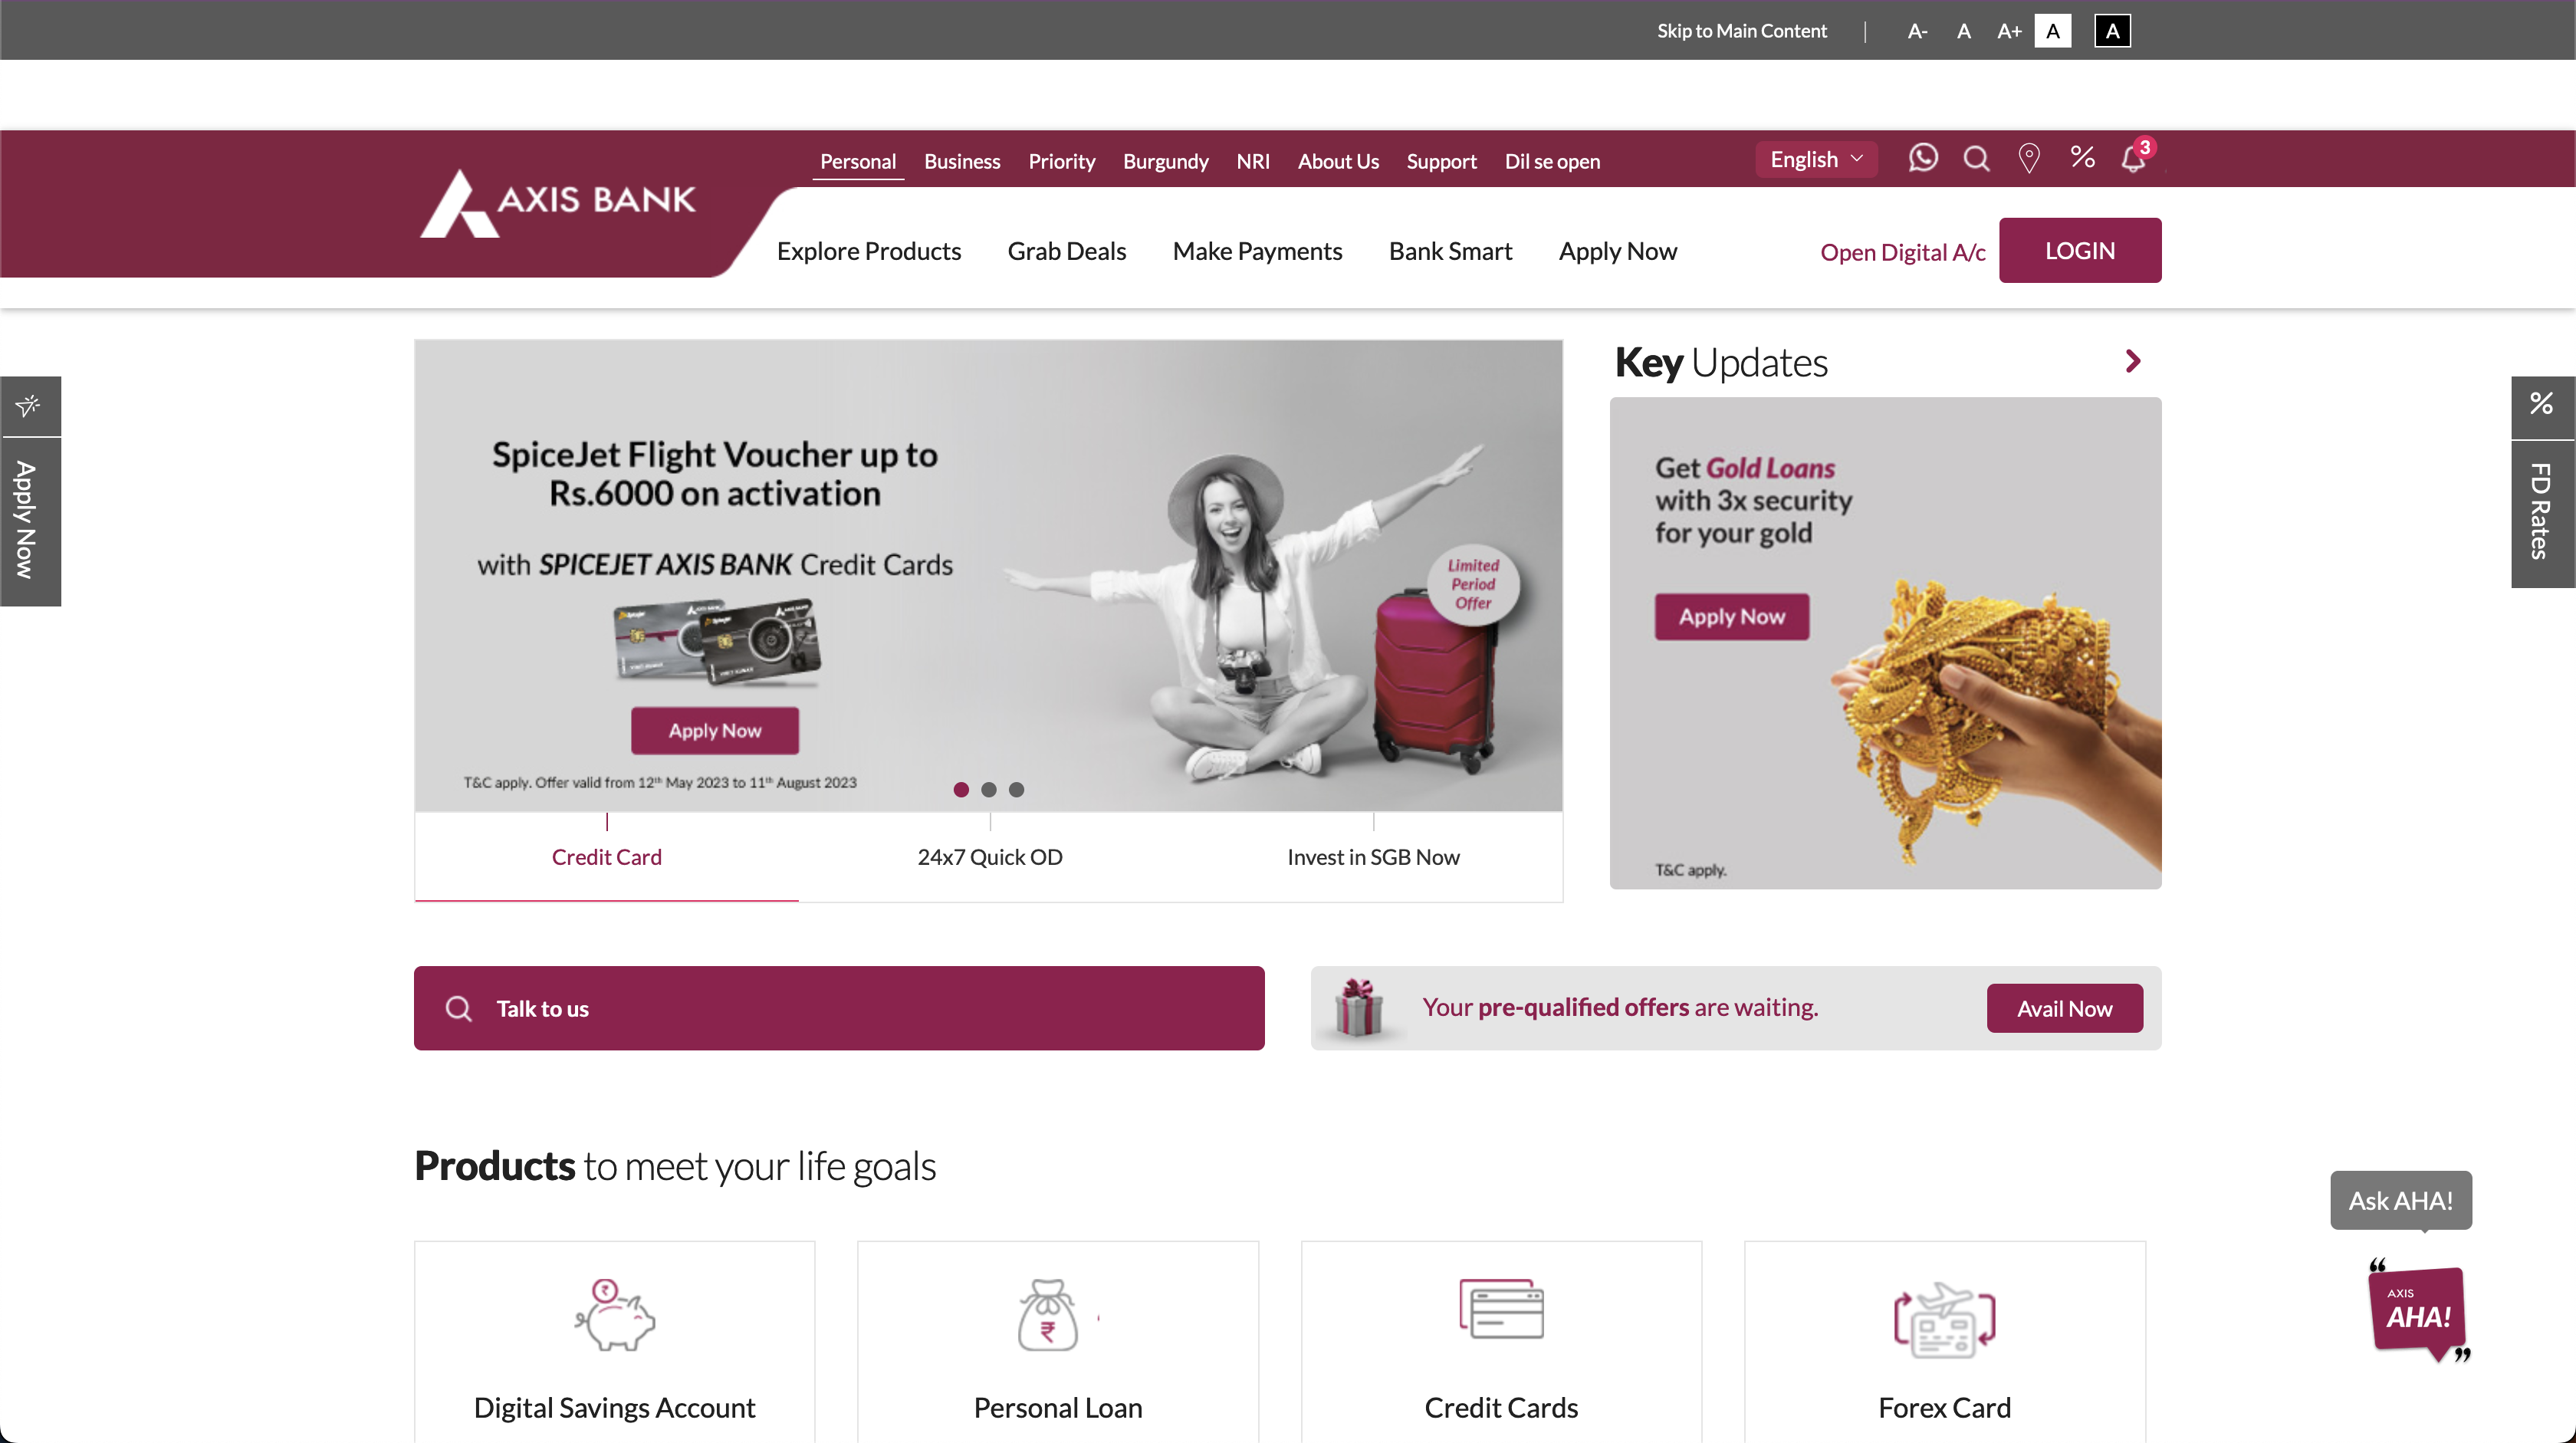 Skip to Main Content | A- A A+ A A
Personal Business Priority Burgundy NRI About Us Support Dil se open
English
3
AXIS BANK
Explore Products Grab Deals Make Payments Bank Smart Apply Now
Open Digital A/c LOGIN
Apply Now
SpiceJet Flight Voucher up to
Rs.6000 on activation
with SPICEJET AXIS BANK Credit Cards
Limited
Period
Offer
Apply Now
T&C apply. Offer valid from 12th May 2023 to 11th August 2023
Credit Card 24x7 Quick OD Invest in SGB Now
Key Updates
Get Gold Loans
with 3x security
for your gold
Apply Now
T&C apply.
%
FD Rates
Talk to us
Your pre-qualified offers are waiting.
Avail Now
Products to meet your life goals
Digital Savings Account
Personal Loan
Credit Cards
Forex Card
Ask AHA!
“
AXIS
AHA!
”